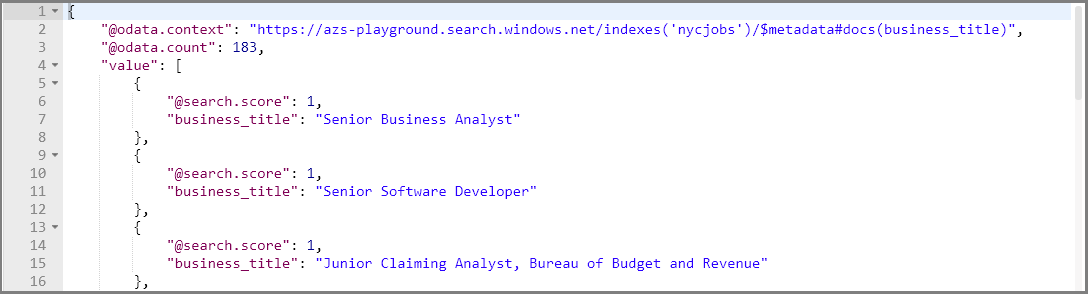 1 {
2 "@odata.context": "https://azs-playground.search.windows.net/indexes('nycjobs')/$metadata#docs(business_title)",
3 "@odata.count": 183,
4 "value": [
5 {
6 "@search.score": 1,
7 "business_title": "Senior Business Analyst"
8 },
9 {
10 "@search.score": 1,
11 "business_title": "Senior Software Developer"
12 },
13 {
14 "@search.score": 1,
15 "business_title": "Junior Claiming Analyst, Bureau of Budget and Revenue"
16 },